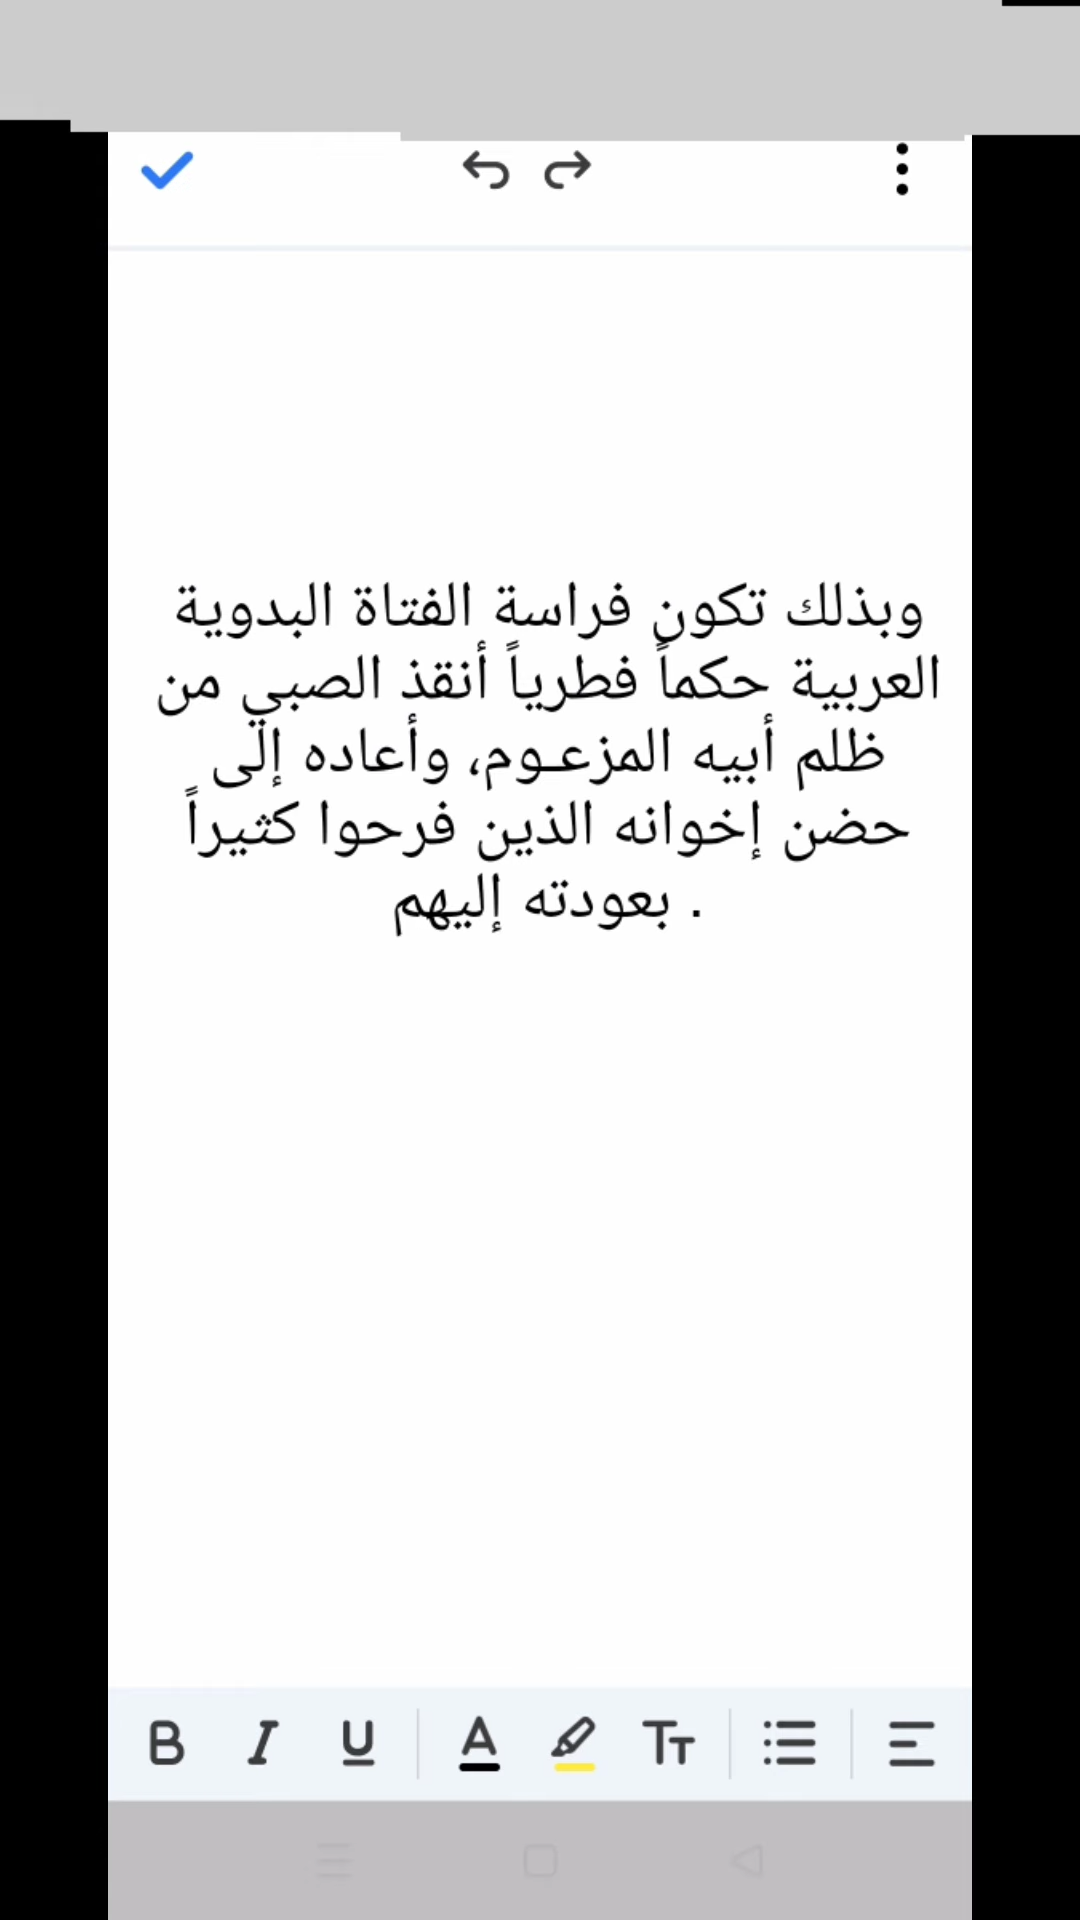 وبذلك تكون فراسة الفتاة البدوية
العربية حكماً فطرياً أنقذ الصبي من
ظلم أبيه المزعـوم، وأعاده إلى
حضن إخوانه الذين فرحوا كثيراً
. بعودته إليهم
B I U A Tт